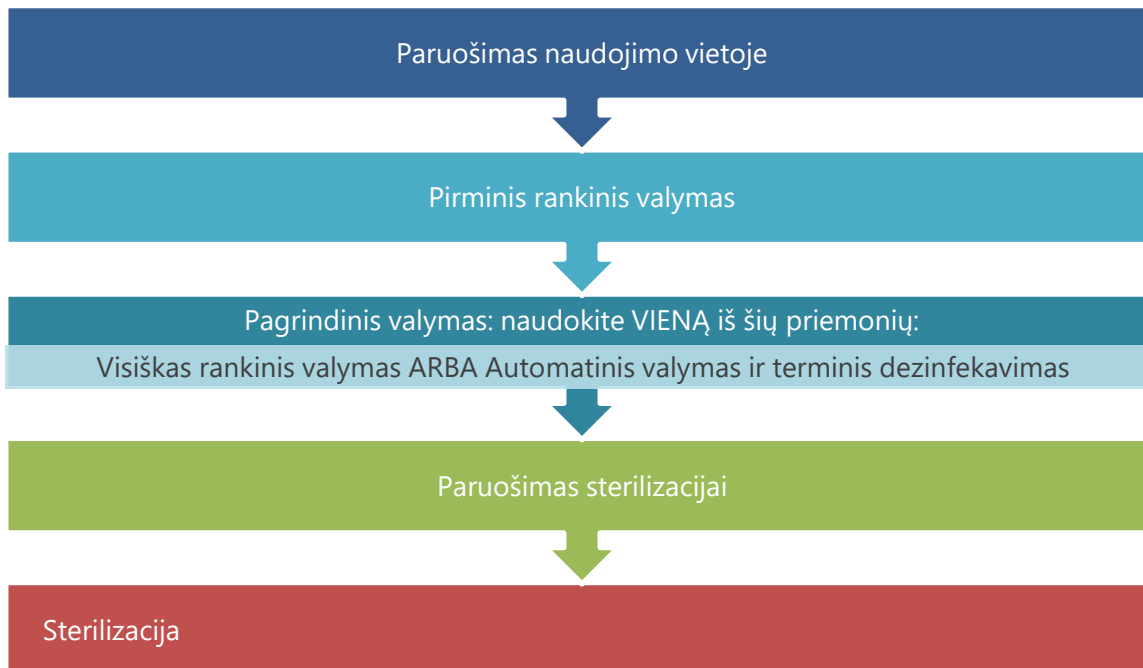 Paruošimas naudojimo vietoje
Pirminis rankinis valymas
Pagrindinis valymas: naudokite VIENĄ iš šių priemonių:
Visiškas rankinis valymas ARBA Automatinis valymas ir terminis dezinfekavimas
Paruošimas sterilizacijai
Sterilizacija